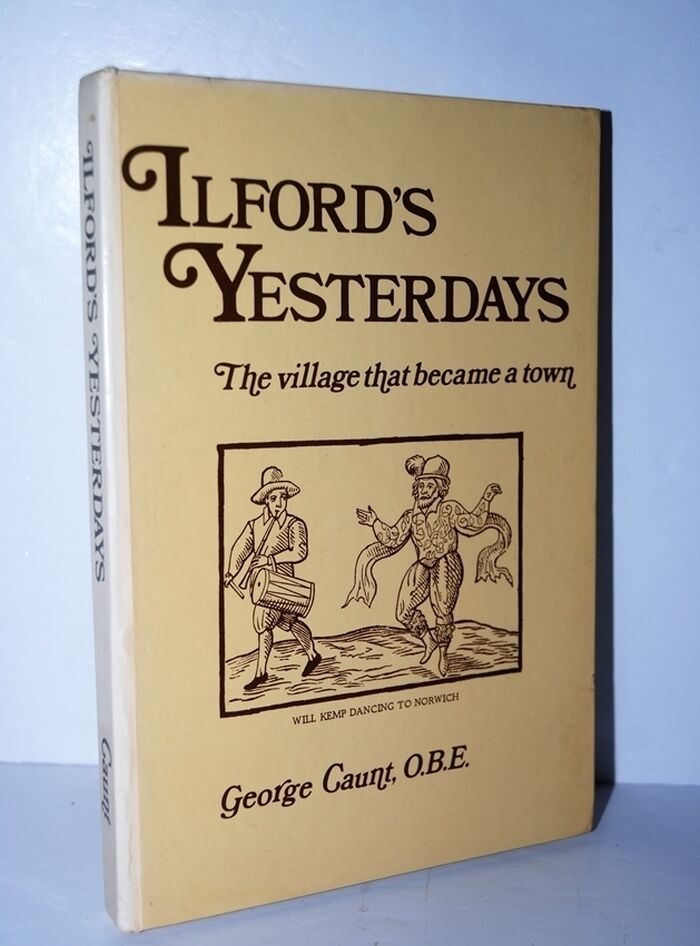 ILFORD'S YESTERDAYS
Caunt
ILFORD'S
YESTERDAYS
The village that became a town
WILL KEMP DANCING TO NORWICH
George Caunt, O.B.E.